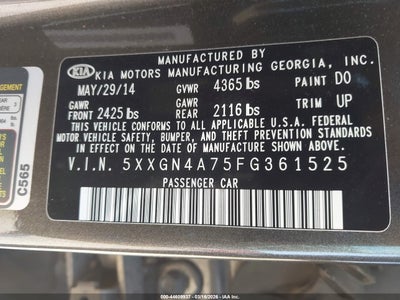 MANUFACTURED BY
KIA KIA MOTORS MANUFACTURING GEORGIA, INC.
MAY/29/14 GVWR 4365 lbs PAINT D0
GAWR FRONT 2425 lbs GAWR 2116 lbs TRIM UP
THIS VEHICLE CONFORMS TO ALL APPLICABLE U.S.A. FEDERAL
MOTOR VEHICLE SAFETY, BUMPER, AND THEFT PREVENTION STANDARDS
IN EFFECT ON THE DATE OF MANUFACTURE SHOWN ABOVE.
V.I.N. 5XXGN4A75FG361525
PASSENGER CAR
C565